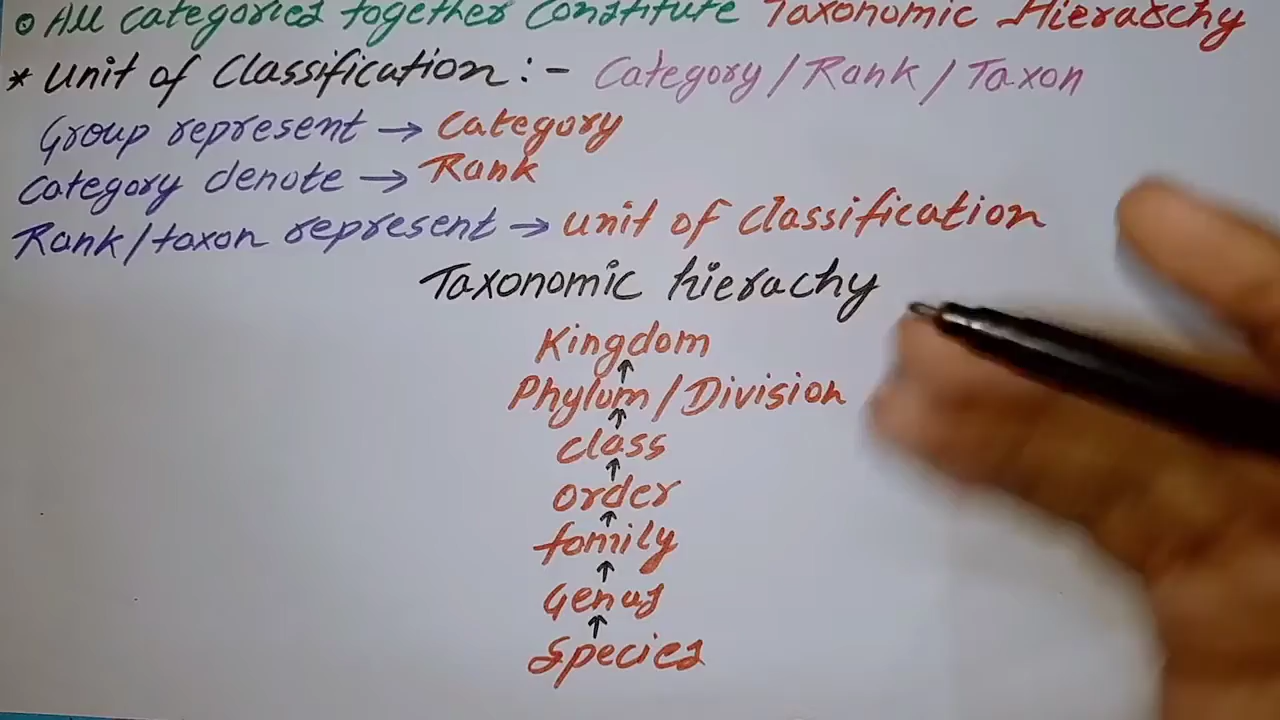 ⊙ All categories together Constitute Taxonomic Hierarchy
* Unit of Classification :- Category / Rank / Taxon
Group represent → Category
Category denote → Rank
Rank/taxon represent → unit of classification
Taxonomic hierachy
Kingdom
↑
Phylum / Division
↑
class
↑
order
↑
family
↑
Genus
↑
Species